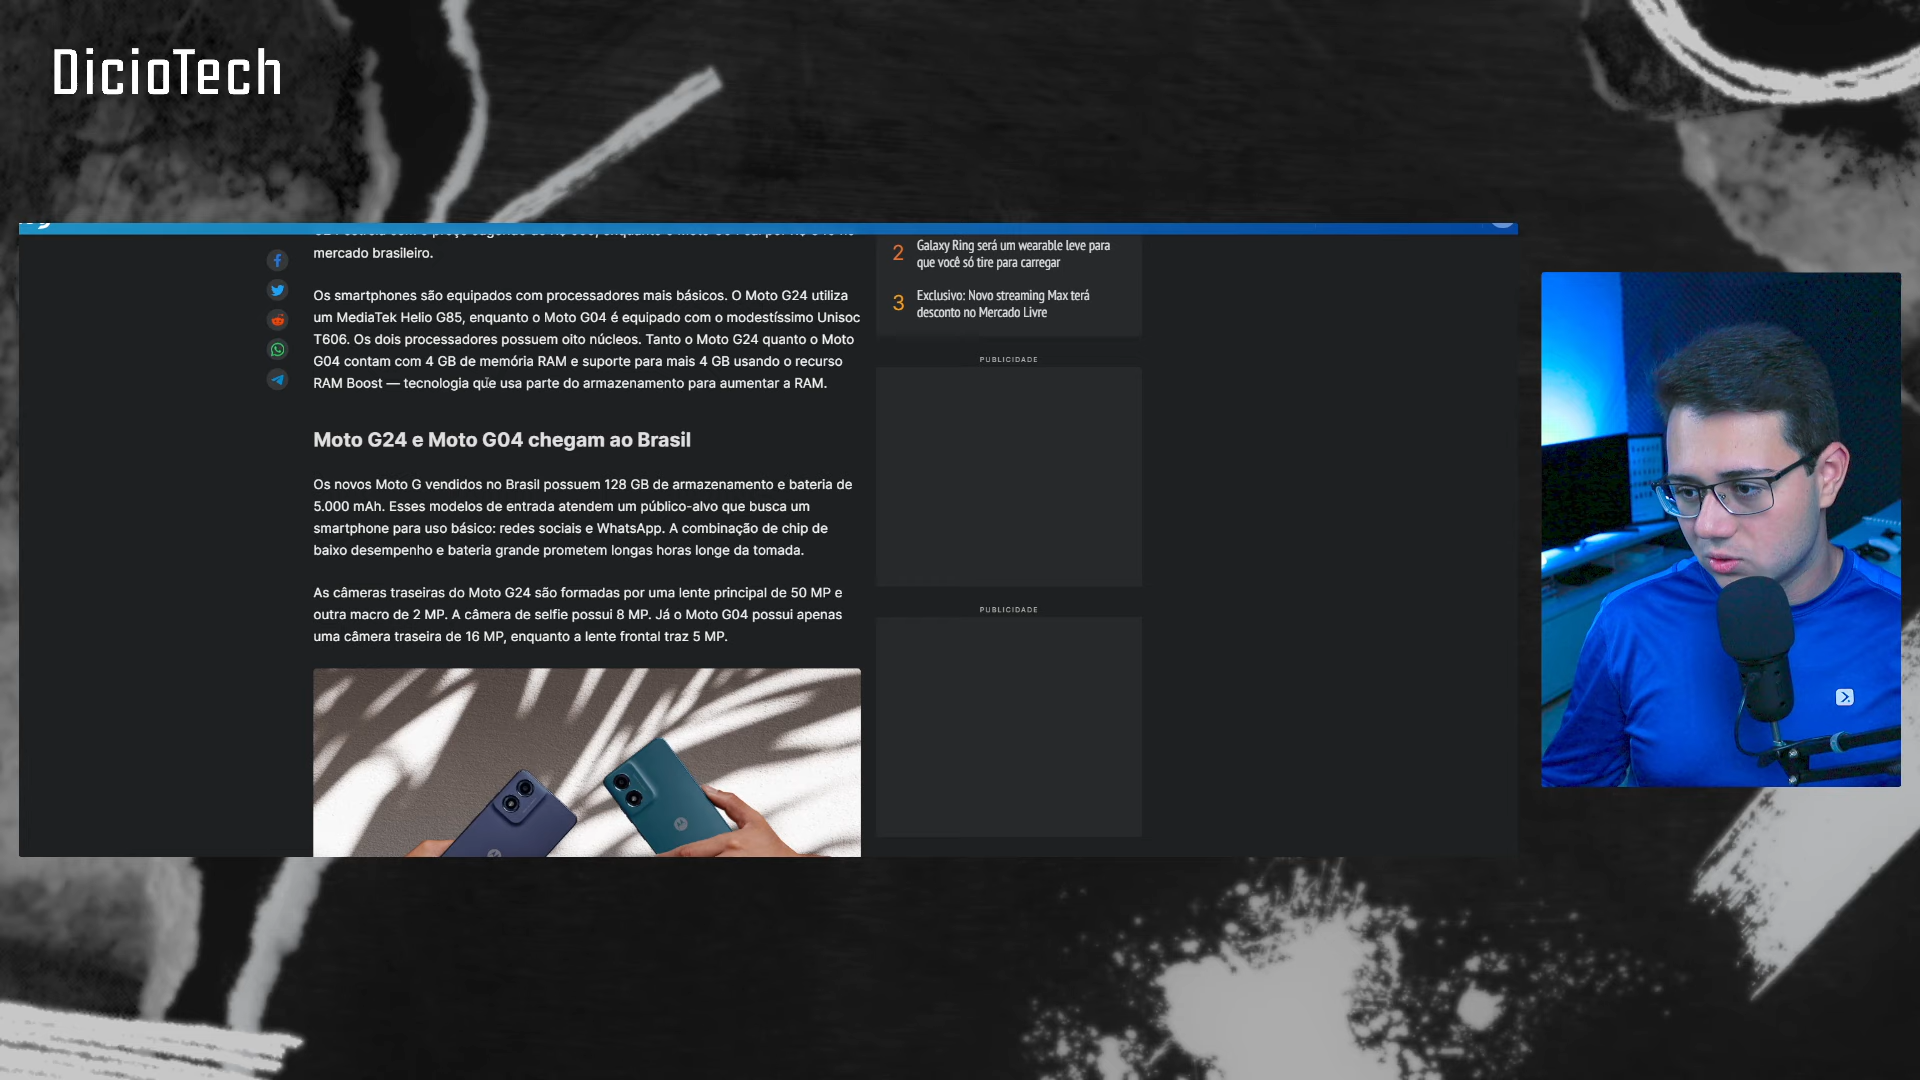 DicioTech
mercado brasileiro.
Os smartphones são equipados com processadores mais básicos. O Moto G24 utiliza
um MediaTek Helio G85, enquanto o Moto G04 é equipado com o modestíssimo Unisoc
T606. Os dois processadores possuem oito núcleos. Tanto o Moto G24 quanto o Moto
G04 contam com 4 GB de memória RAM e suporte para mais 4 GB usando o recurso
RAM Boost — tecnologia que usa parte do armazenamento para aumentar a RAM.
Moto G24 e Moto G04 chegam ao Brasil
Os novos Moto G vendidos no Brasil possuem 128 GB de armazenamento e bateria de
5.000 mAh. Esses modelos de entrada atendem um público-alvo que busca um
smartphone para uso básico: redes sociais e WhatsApp. A combinação de chip de
baixo desempenho e bateria grande prometem longas horas longe da tomada.
As câmeras traseiras do Moto G24 são formadas por uma lente principal de 50 MP e
outra macro de 2 MP. A câmera de selfie possui 8 MP. Já o Moto G04 possui apenas
uma câmera traseira de 16 MP, enquanto a lente frontal traz 5 MP.
2 Galaxy Ring será um wearable leve para
que você só tire para carregar
3 Exclusivo: Novo streaming Max terá
desconto no Mercado Livre
PUBLICIDADE
PUBLICIDADE